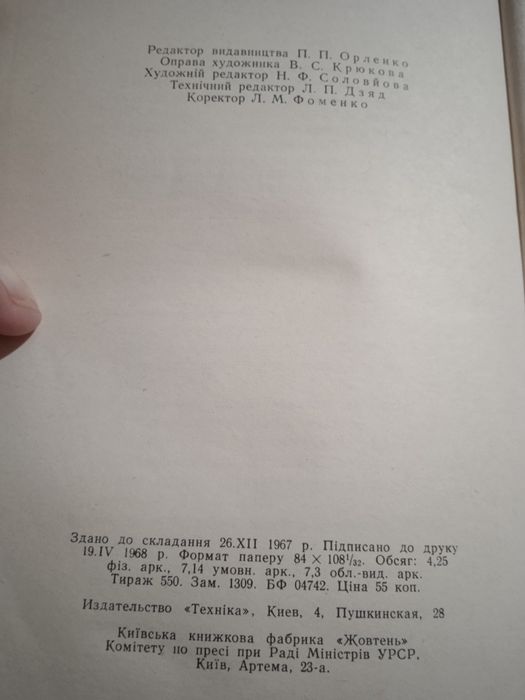 Редактор видавництва П. П. Орленко
Оправа художника В. С. Крюкова
Художній редактор Н. Ф. Соловйова
Технічний редактор Л. П. Дзяд
Коректор Л. М. Фоменко
Здано до складання 26.XII 1967 р. Підписано до друку
19.IV 1968 р. Формат паперу 84 × 108¹/₃₂. Обсяг: 4,25
фіз. арк., 7,14 умовн. арк., 7,3 обл.-вид. арк.
Тираж 550. Зам. 1309. БФ 04742. Ціна 55 коп.
Издательство «Техніка», Киев, 4, Пушкинская, 28
Київська книжкова фабрика «Жовтень»
Комітету по пресі при Раді Міністрів УРСР.
Київ, Артема, 23-а.